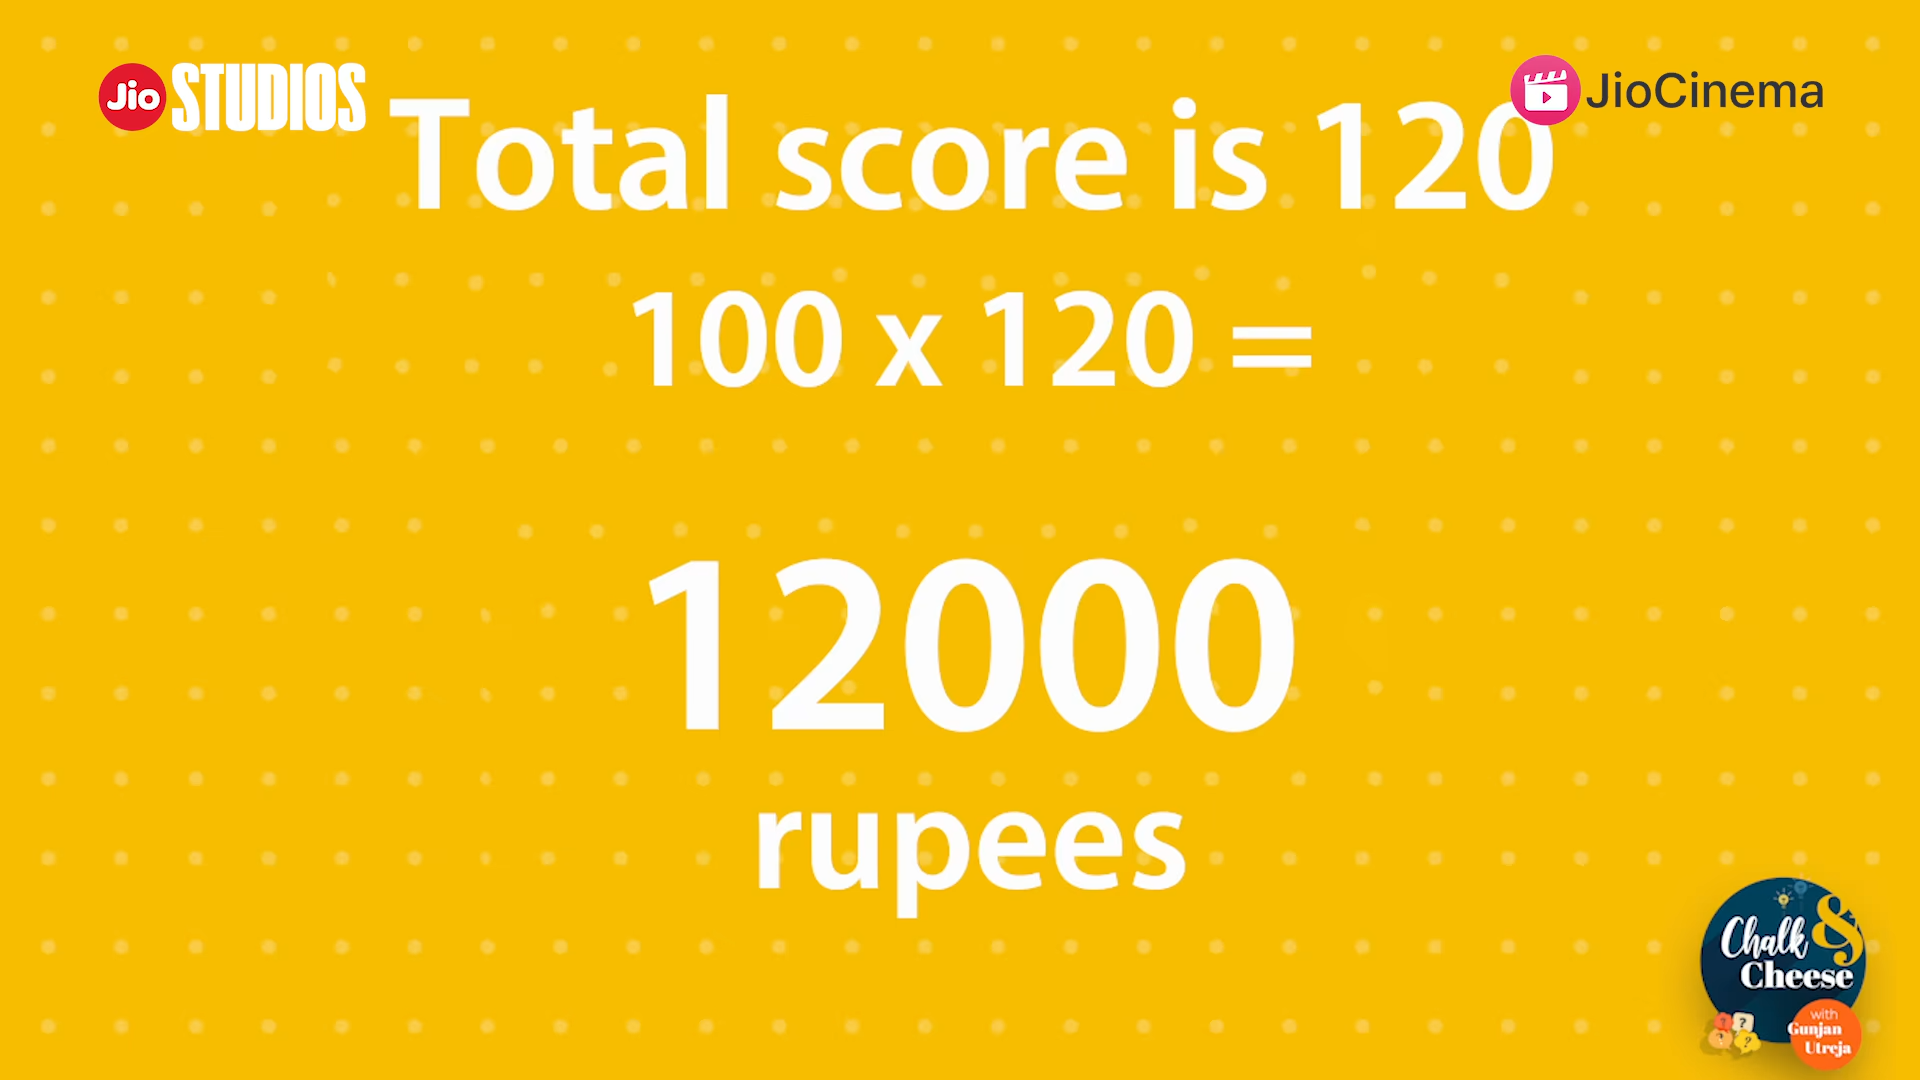 Jio STUDIOS
JioCinema
Total score is 120
100 x 120 =
12000
rupees
Chalk &
Cheese
with
Gunjan
Utreja